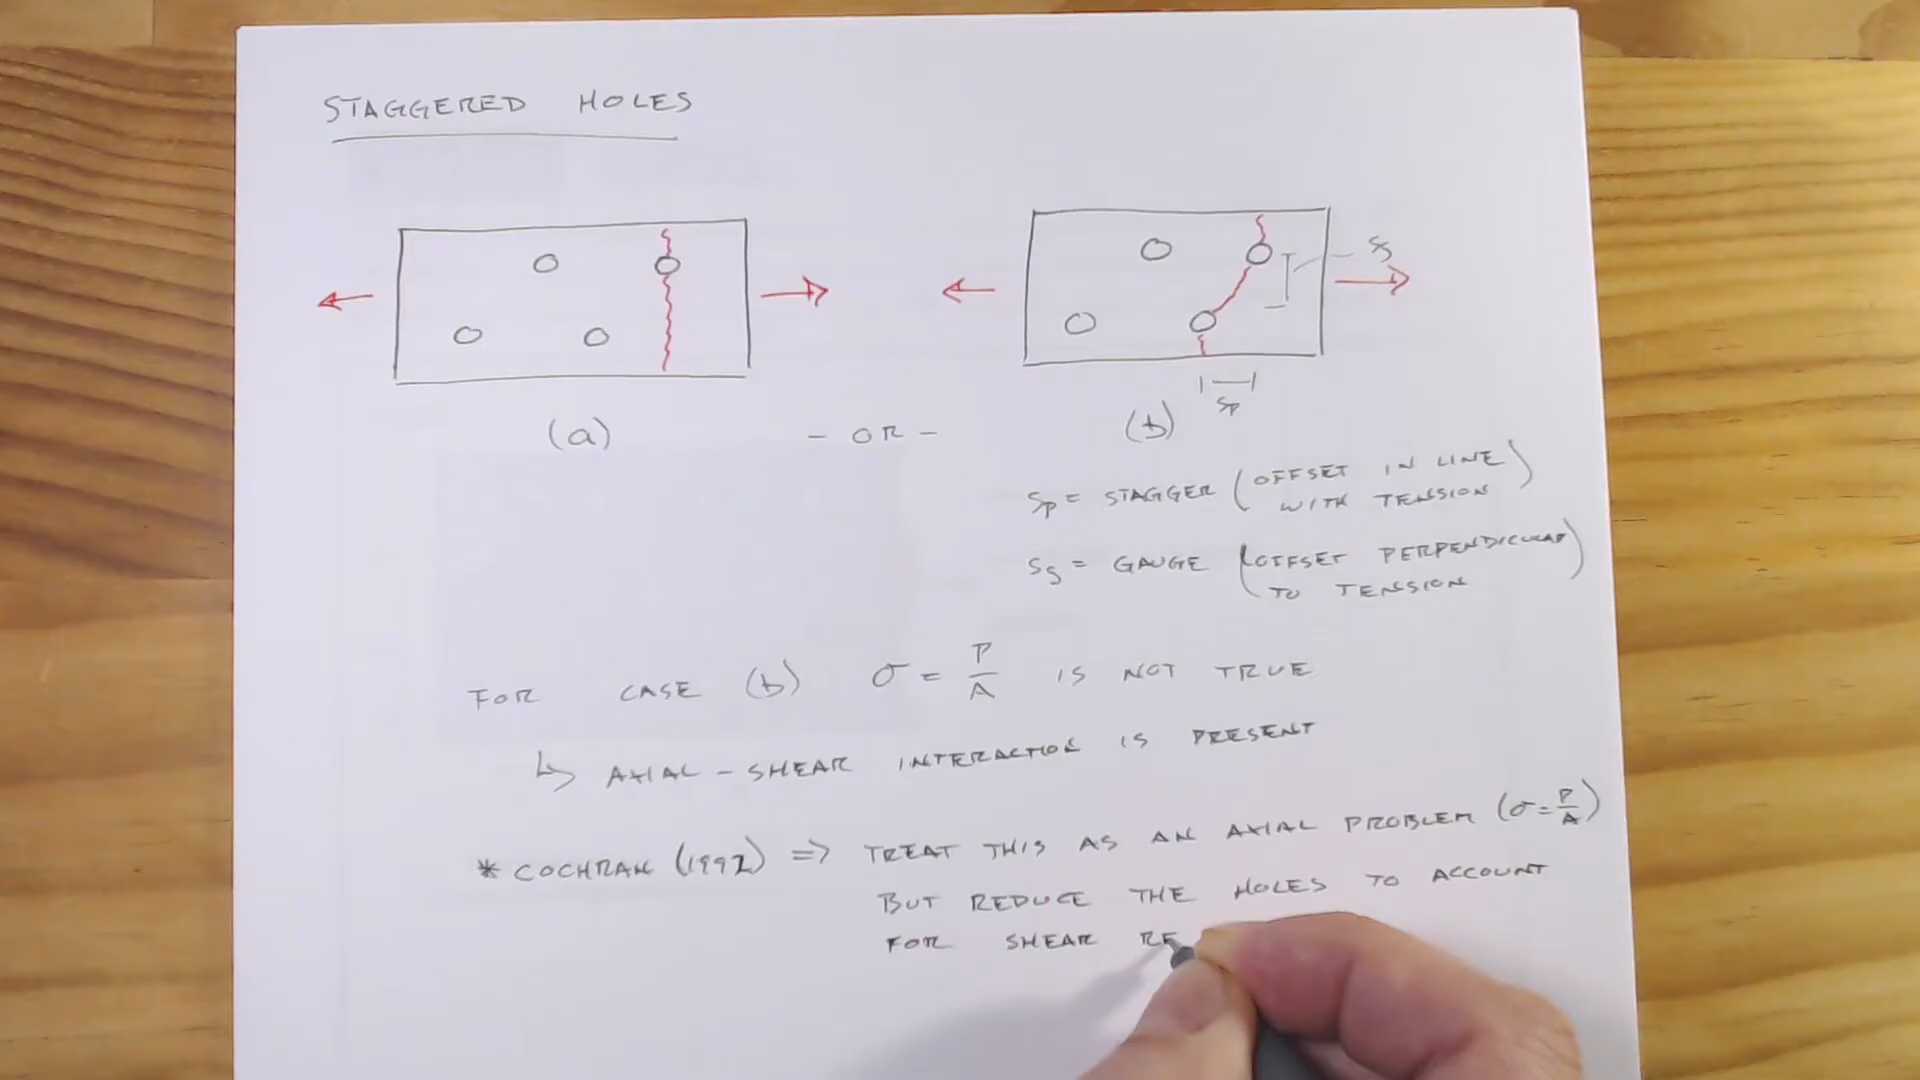 STAGGERED HOLES
Sg
Sp
(a) - OR - (b)
Sp = STAGGER (OFFSET IN LINE
WITH TENSION)
Sg = GAUGE (OFFSET PERPENDICULAR
TO TENSION)
FOR CASE (b) σ = P/A IS NOT TRUE
↳ AXIAL - SHEAR INTERACTION IS PRESENT
* COCHRAN (1992) => TREAT THIS AS AN AXIAL PROBLEM (σ = P/A)
BUT REDUCE THE HOLES TO ACCOUNT
FOR SHEAR RE